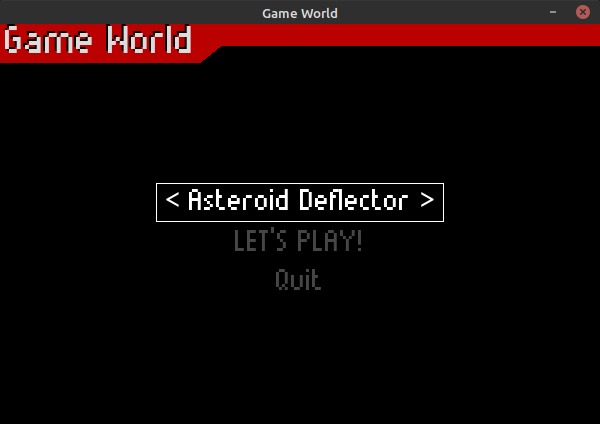 Game World
Game World
< Asteroid Deflector >
LET'S PLAY!
Quit